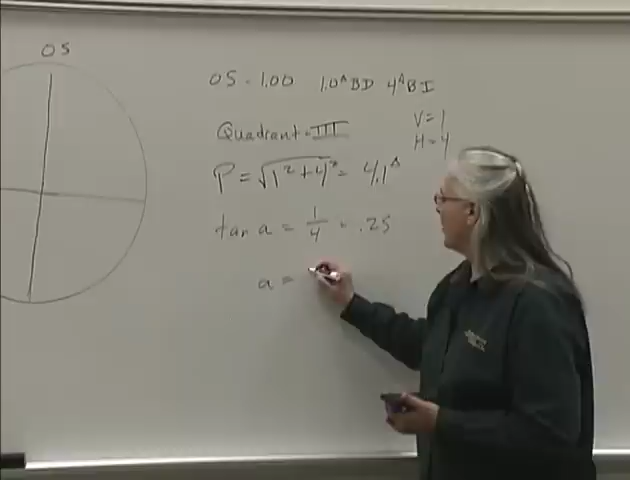 OS
OS - 1.00 1.0^Δ BD 4^Δ BI
V = 1
Quadrant = III
H = 4
P = √1² + 4² = 4.1^Δ
tan a = 1/4 = .25
a =